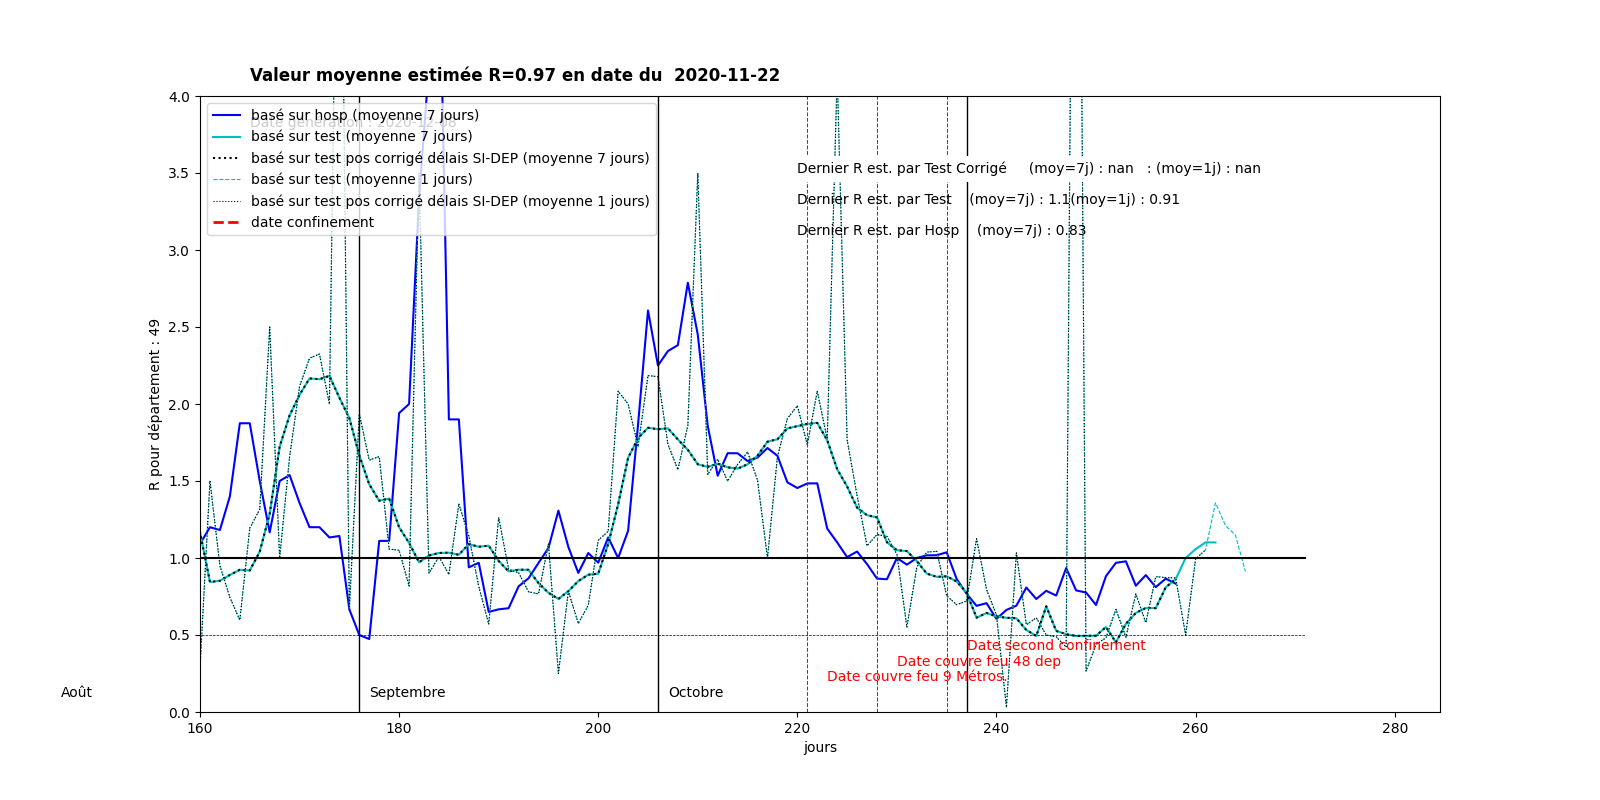 Valeur moyenne estimée R=0.97 en date du  2020-11-22
4.0
3.5
3.0
2.5
2.0
1.5
1.0
0.5
0.0
R pour département : 49
basé sur hosp (moyenne 7 jours)
Date génération : 2020-12-08
basé sur test (moyenne 7 jours)
basé sur test pos corrigé délais SI-DEP (moyenne 7 jours)
basé sur test (moyenne 1 jours)
basé sur test pos corrigé délais SI-DEP (moyenne 1 jours)
date confinement
Dernier R est. par Test Corrigé     (moy=7j) : nan   : (moy=1j) : nan
Dernier R est. par Test    (moy=7j) : 1.1(moy=1j) : 0.91
Dernier R est. par Hosp    (moy=7j) : 0.83
Date second confinement
Date couvre feu 48 dep
Date couvre feu 9 Métros
Août
Septembre
Octobre
160 180 200 220 240 260 280
jours